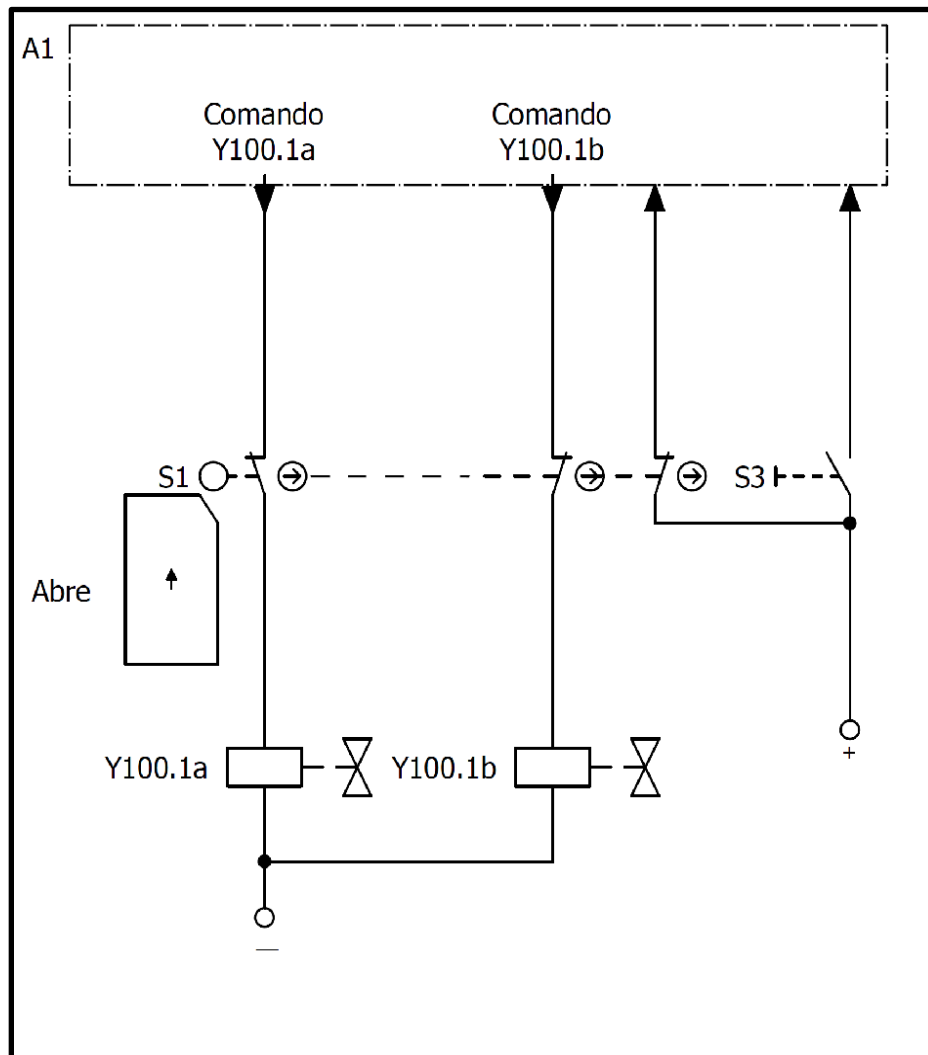 A1
Comando
Y100.1a
Comando
Y100.1b
S1
S3
Abre
Y100.1a
Y100.1b
+
—